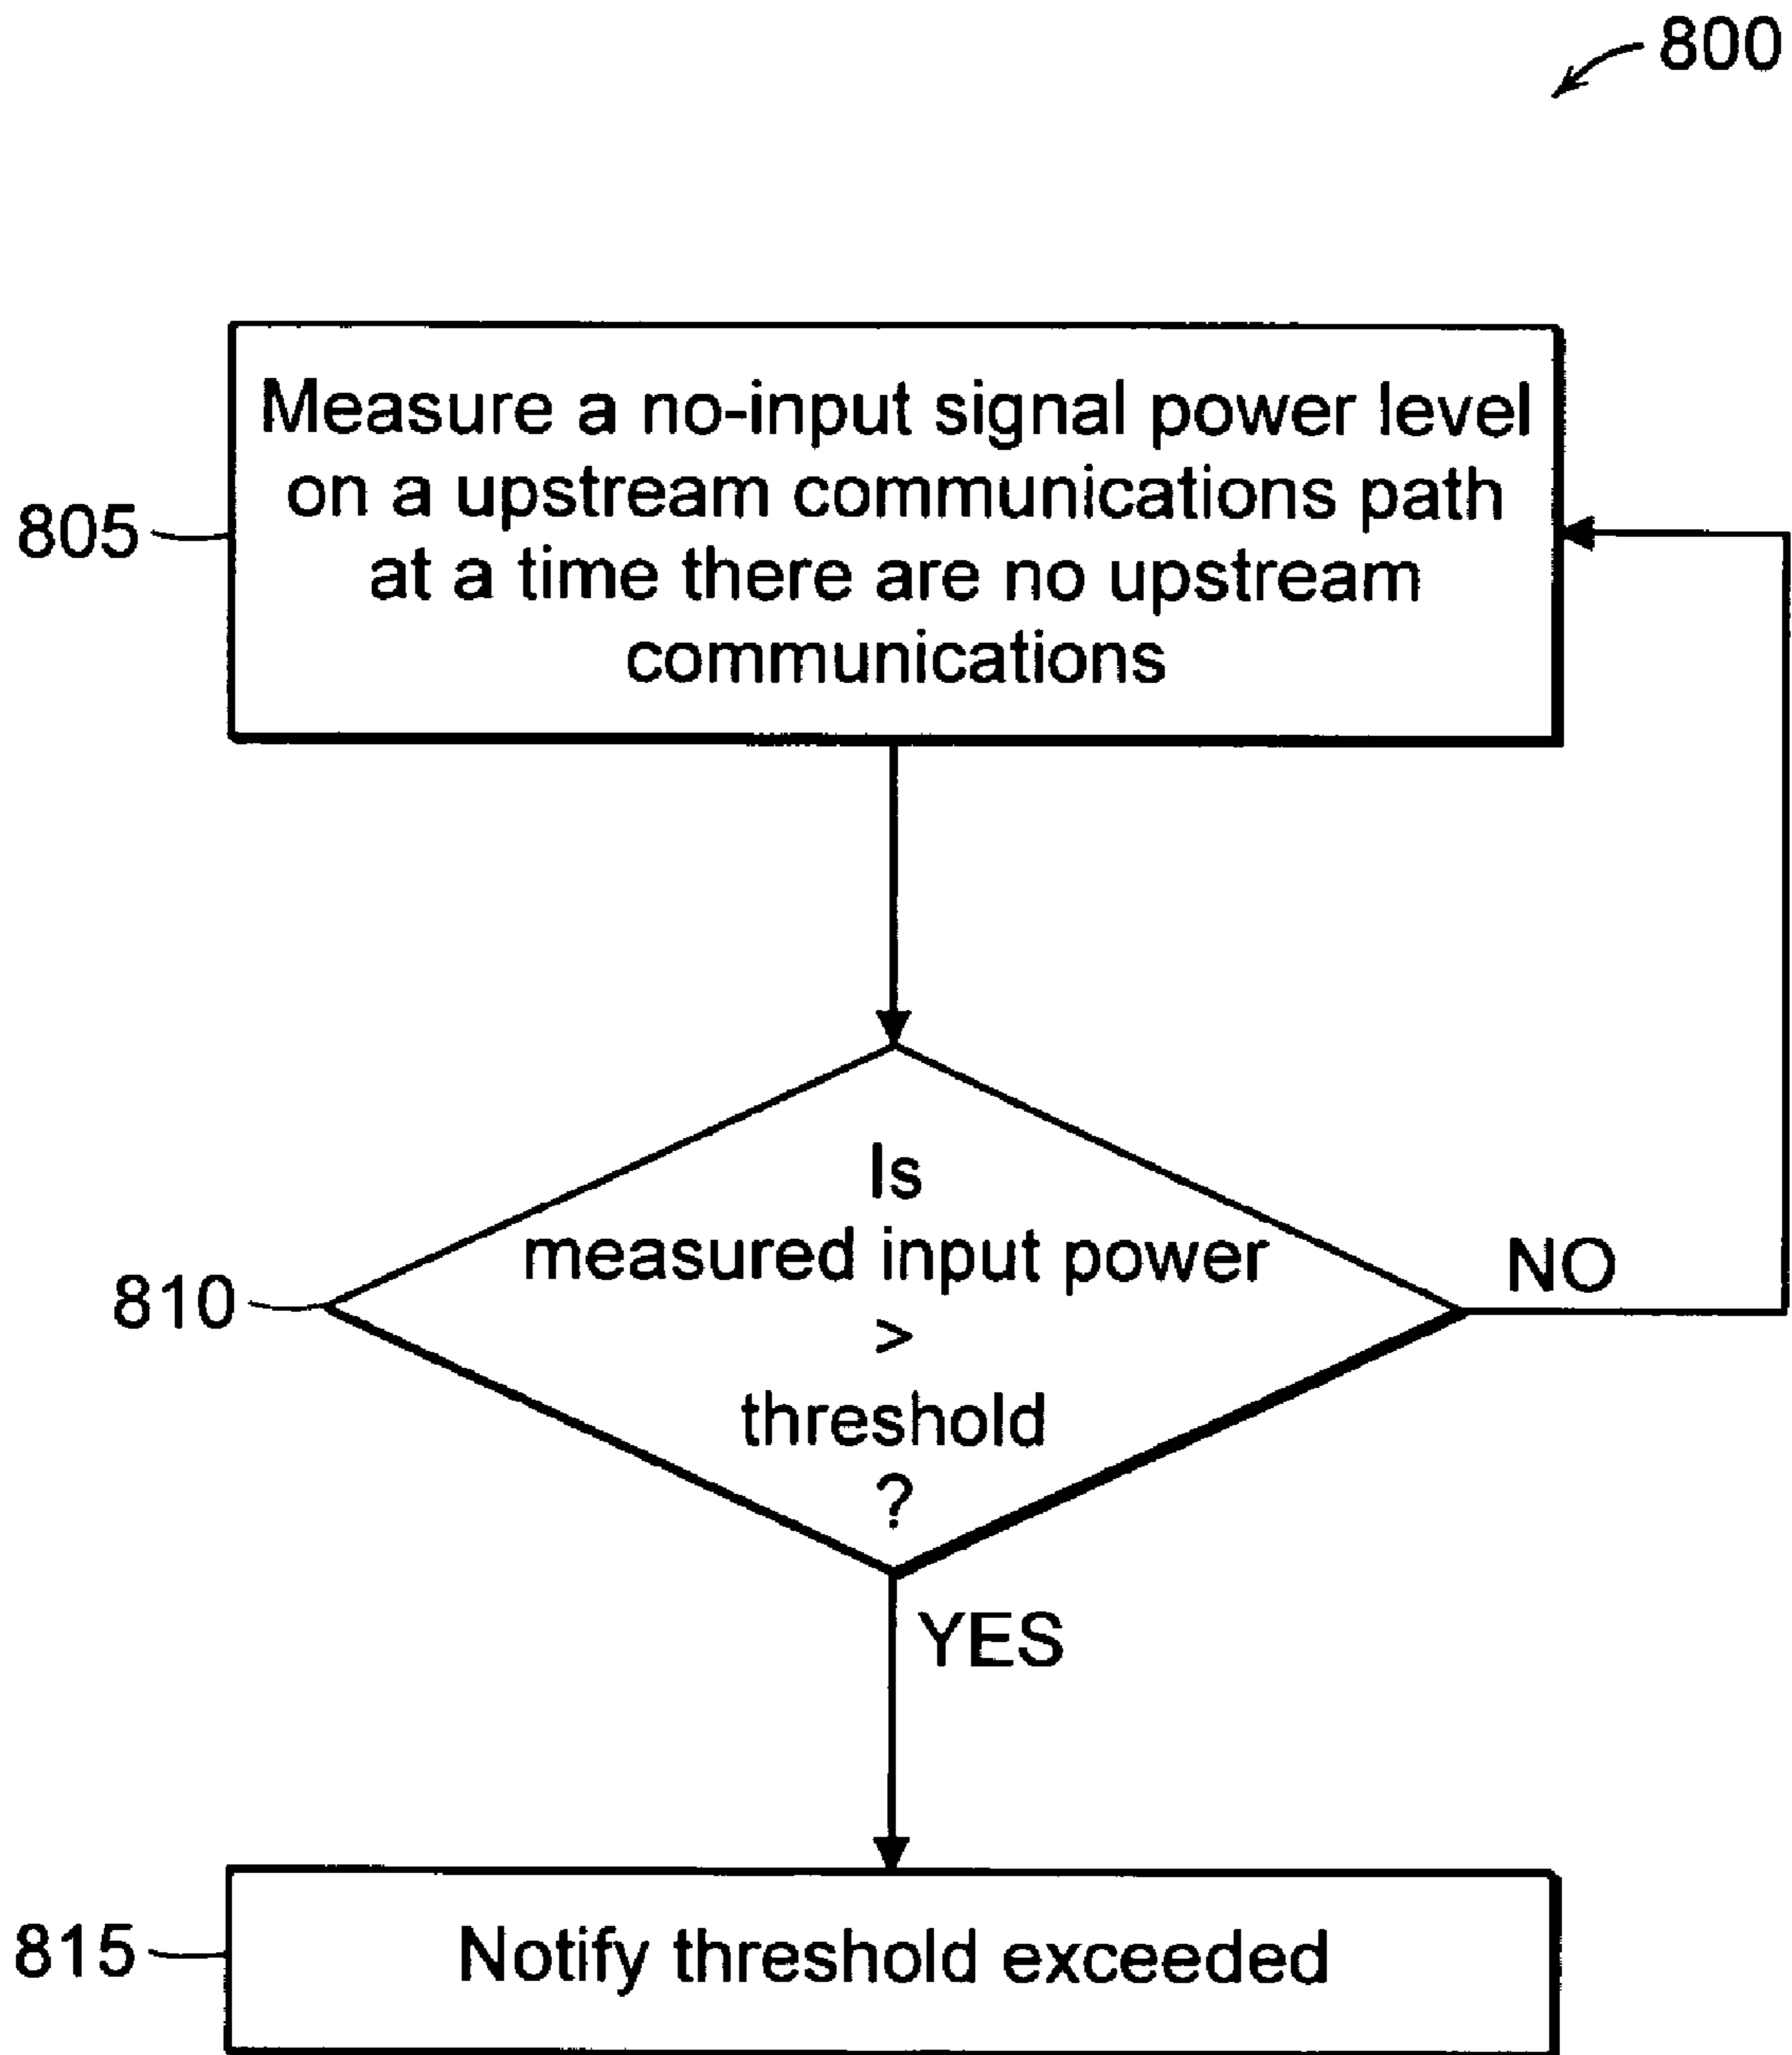 800
Measure a no-input signal power level
on a upstream communications path
at a time there are no upstream
communications
805
Is
measured input power
>
threshold
?
810
NO
YES
Notify threshold exceeded
815